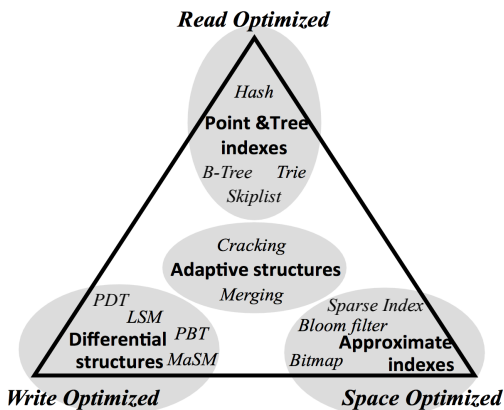 Read Optimized
Hash
Point &Tree
indexes
B-Tree Trie
Skiplist
Cracking
Adaptive structures
Merging
PDT
LSM
PBT
Differential
structures
MaSM
Sparse Index
Bloom filter
Approximate
Bitmap
indexes
Write Optimized
Space Optimized